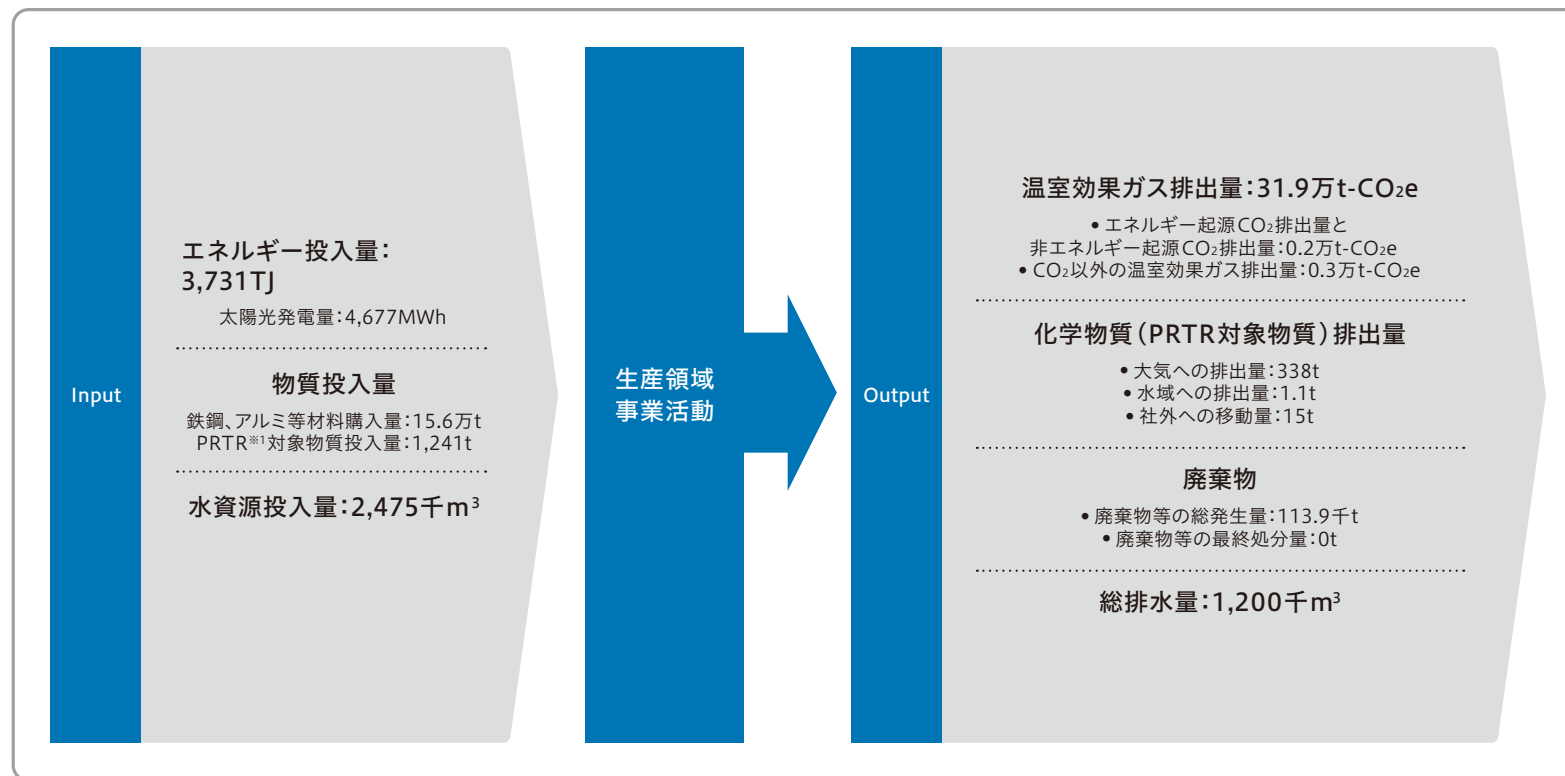 Input
エネルギー投入量：
3,731TJ
太陽光発電量：4,677MWh
物質投入量
鉄鋼、アルミ等材料購入量：15.6万t
PRTR※1対象物質投入量：1,241t
水資源投入量：2,475千m³
生産領域
事業活動
Output
温室効果ガス排出量：31.9万t-CO₂e
• エネルギー起源CO₂排出量と
非エネルギー起源CO₂排出量：0.2万t-CO₂e
• CO₂以外の温室効果ガス排出量：0.3万t-CO₂e
化学物質（PRTR対象物質）排出量
• 大気への排出量：338t
• 水域への排出量：1.1t
• 社外への移動量：15t
廃棄物
• 廃棄物等の総発生量：113.9千t
• 廃棄物等の最終処分量：0t
総排水量：1,200千m³